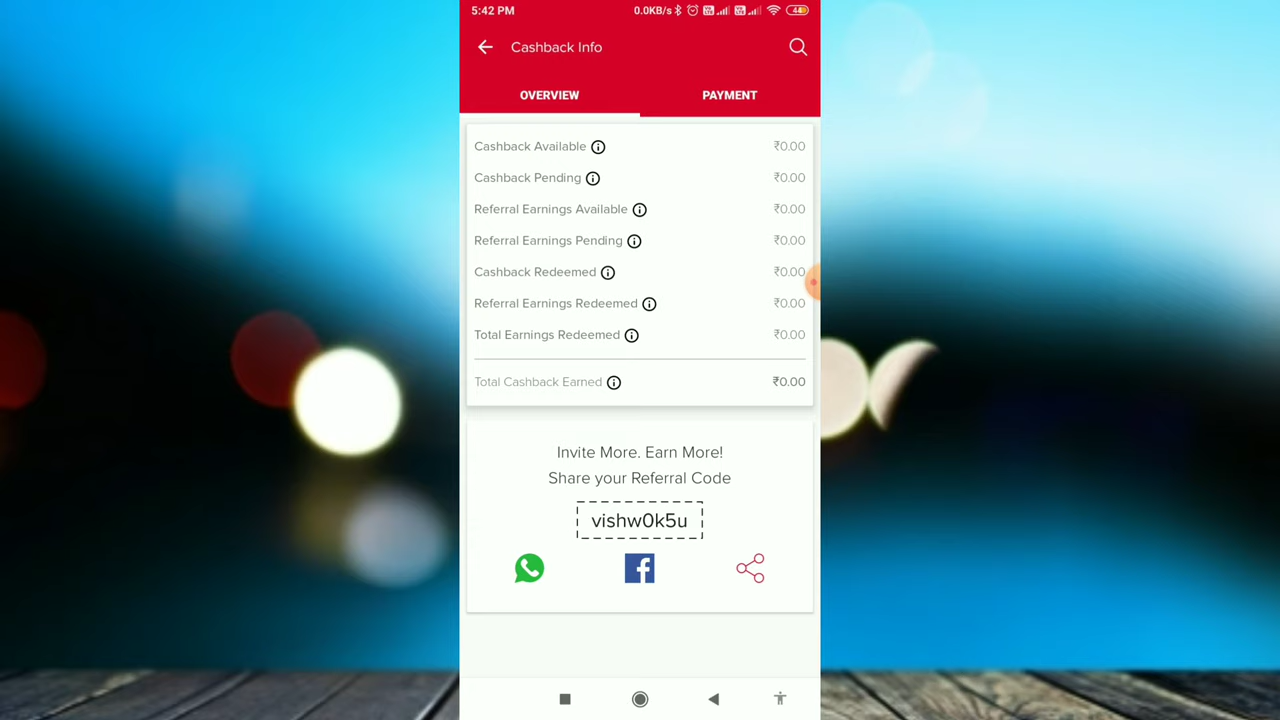 5:42 PM 0.0KB/s 44
Cashback Info
OVERVIEW PAYMENT
Cashback Available ₹0.00
Cashback Pending ₹0.00
Referral Earnings Available ₹0.00
Referral Earnings Pending ₹0.00
Cashback Redeemed ₹0.00
Referral Earnings Redeemed ₹0.00
Total Earnings Redeemed ₹0.00
Total Cashback Earned ₹0.00
Invite More. Earn More!
Share your Referral Code
vishw0k5u